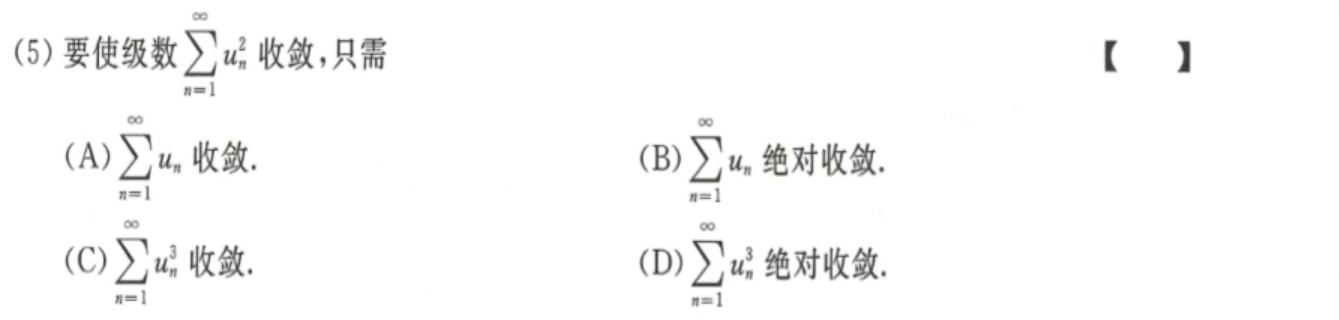 (5) 要使级数 $\sum_{n=1}^{\infty} u_n^2$ 收敛,只需 【 】
(A) $\sum_{n=1}^{\infty} u_n$ 收敛. (B) $\sum_{n=1}^{\infty} u_n$ 绝对收敛.
(C) $\sum_{n=1}^{\infty} u_n^3$ 收敛. (D) $\sum_{n=1}^{\infty} u_n^3$ 绝对收敛.